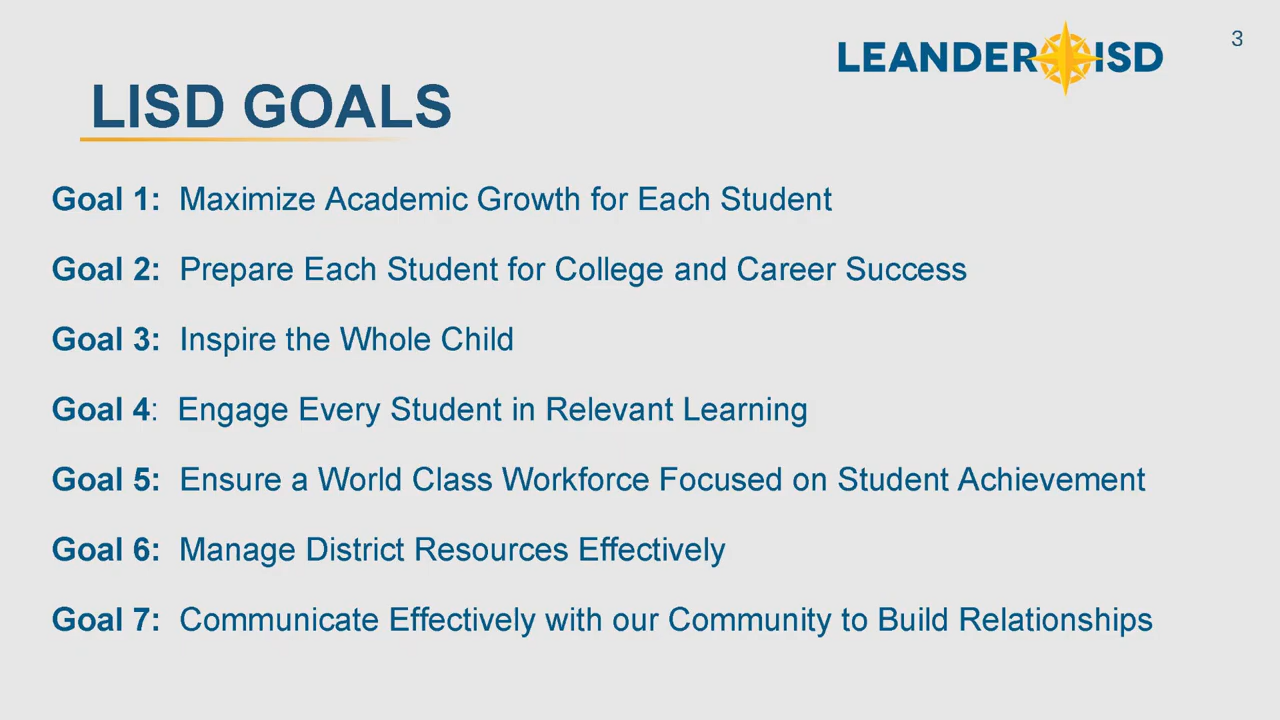 LEANDER ISD
3
LISD GOALS
Goal 1: Maximize Academic Growth for Each Student
Goal 2: Prepare Each Student for College and Career Success
Goal 3: Inspire the Whole Child
Goal 4: Engage Every Student in Relevant Learning
Goal 5: Ensure a World Class Workforce Focused on Student Achievement
Goal 6: Manage District Resources Effectively
Goal 7: Communicate Effectively with our Community to Build Relationships